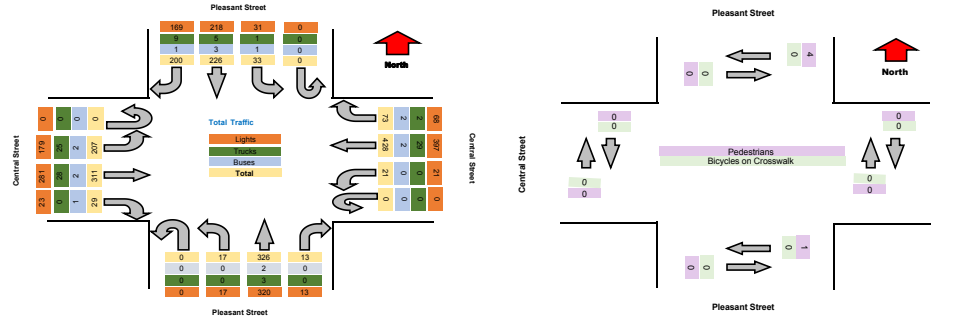 Pleasant Street
169 218 31 0
9 5 1 0
1 3 1 0
200 226 33 0
North
Central Street
0 0 0 0
179 25 2 207
281 28 2 311
23 0 1 29
Total Traffic
Lights
Trucks
Buses
Total
73 2 2
428 2 29 397
21 0 0 21
0 0 0 0
Central Street
0 17 326 13
0 0 2 0
0 0 3 0
0 17 320 13
Pleasant Street
Pleasant Street
0 4
0 0
North
Central Street
0
0
0
0
Pedestrians
Bicycles on Crosswalk
0
0
0
0
Central Street
0 1
0 0
Pleasant Street